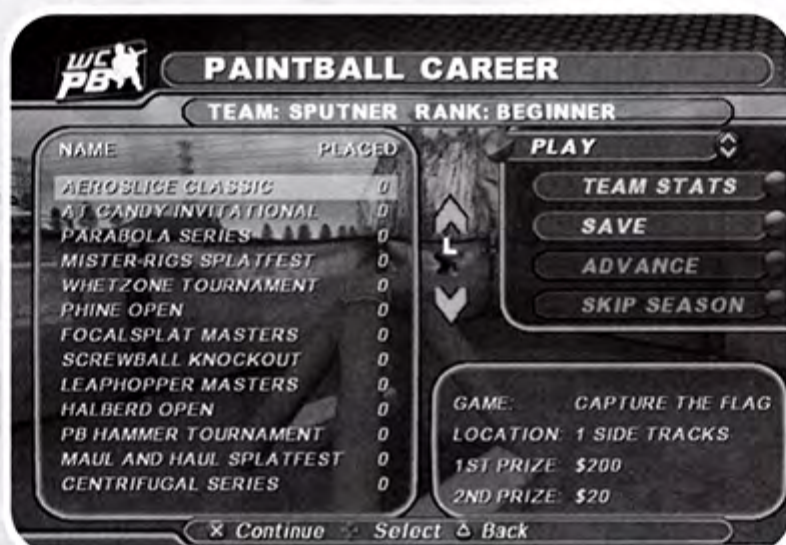 WC
PB
PAINTBALL CAREER
TEAM: SPUTNER RANK: BEGINNER
NAME PLACED
AEROSLICE CLASSIC 0
AT CANDY INVITATIONAL 0
PARABOLA SERIES 0
MISTER-RIGS SPLATFEST 0
WHETZONE TOURNAMENT 0
PHINE OPEN 0
FOCALSPLAT MASTERS 0
SCREWBALL KNOCKOUT 0
LEAPHOPPER MASTERS 0
HALBERD OPEN 0
PB HAMMER TOURNAMENT 0
MAUL AND HAUL SPLATFEST 0
CENTRIFUGAL SERIES 0
L
PLAY
TEAM STATS
SAVE
ADVANCE
SKIP SEASON
GAME: CAPTURE THE FLAG
LOCATION: 1 SIDE TRACKS
1ST PRIZE: $200
2ND PRIZE: $20
Continue Select Back